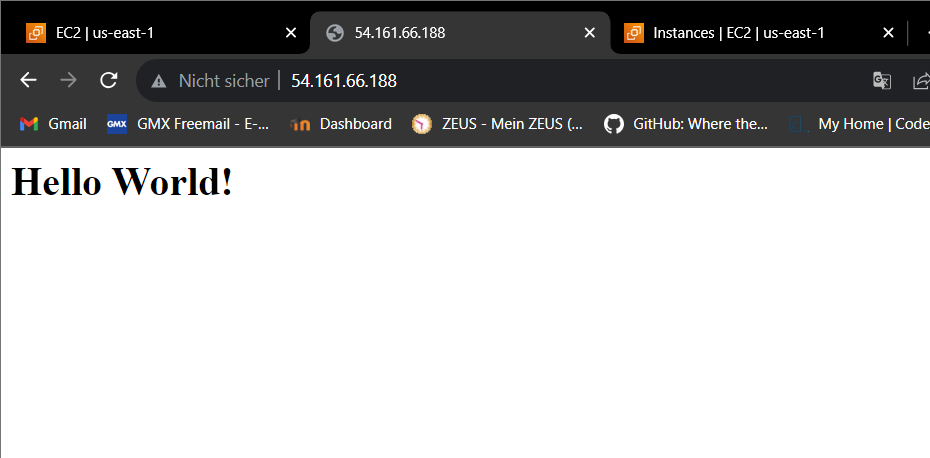 EC2 | us-east-1 54.161.66.188 Instances | EC2 | us-east-1
Nicht sicher 54.161.66.188
Gmail GMX GMX Freemail - E-... Dashboard ZEUS - Mein ZEUS (... GitHub: Where the... My Home | Code
Hello World!